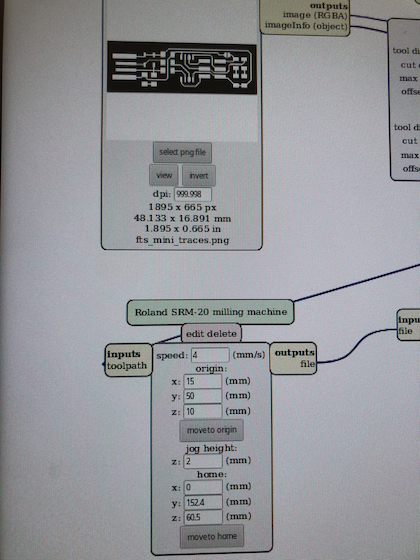 outputs
image (RGBA)
imageInfo (object)
tool di
cut
max
offs
tool di
cut
max
offs
select png file
view invert
dpi: 999.998
1895 x 665 px
48.133 x 16.891 mm
1.895 x 0.665 in
fts_mini_traces.png
Roland SRM-20 milling machine
edit delete
inputs
toolpath
speed: 4 (mm/s)
origin:
x: 15 (mm)
y: 50 (mm)
z: 10 (mm)
move to origin
jog height:
z: 2 (mm)
home:
x: 0 (mm)
y: 152.4 (mm)
z: 60.5 (mm)
move to home
outputs
file
inpu
file